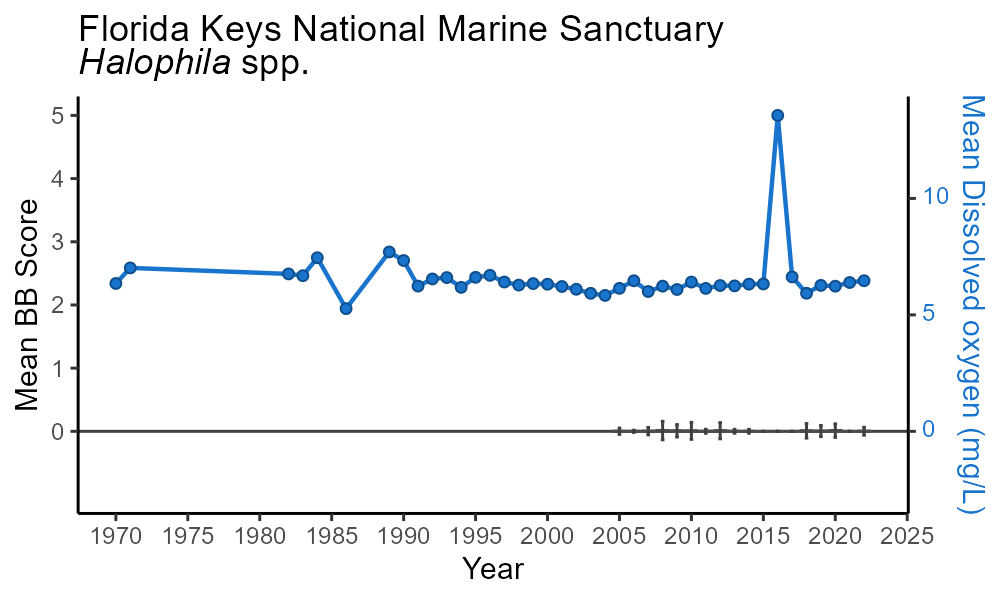 Florida Keys National Marine Sanctuary
Halophila spp.
Mean BB Score
5
4
3
2
1
0
Mean Dissolved oxygen (mg/L)
10
5
0
1970 1975 1980 1985 1990 1995 2000 2005 2010 2015 2020 2025
Year